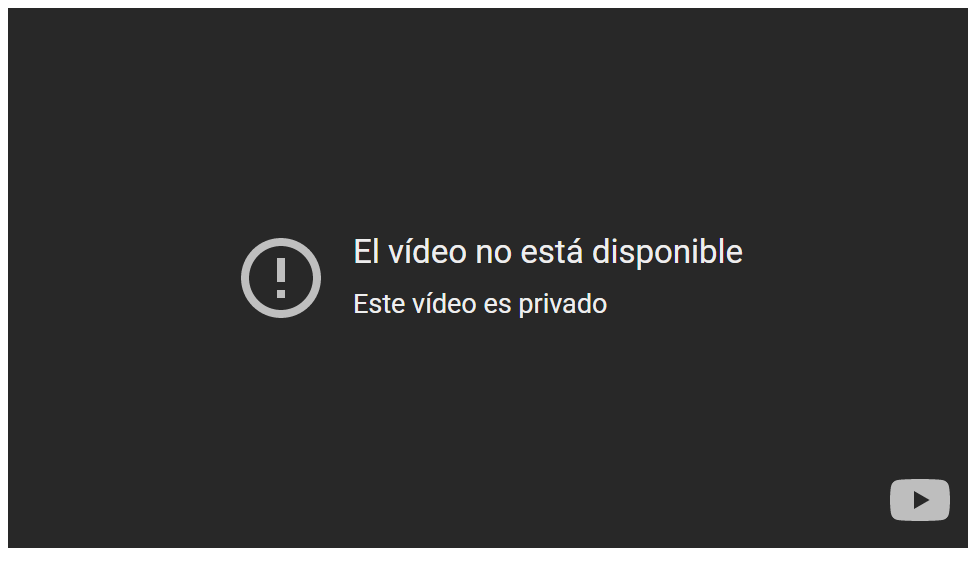 El vídeo no está disponible
Este vídeo es privado